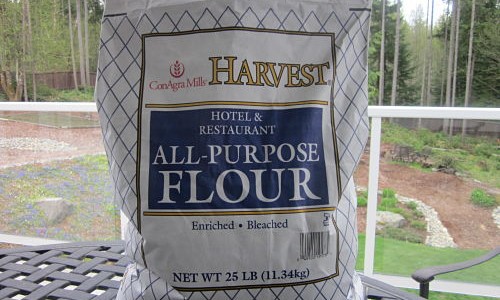 ConAgra Mills® HARVEST®
HOTEL &
RESTAURANT
ALL-PURPOSE
FLOUR
Enriched • Bleached
NET WT 25 LB (11.34kg)